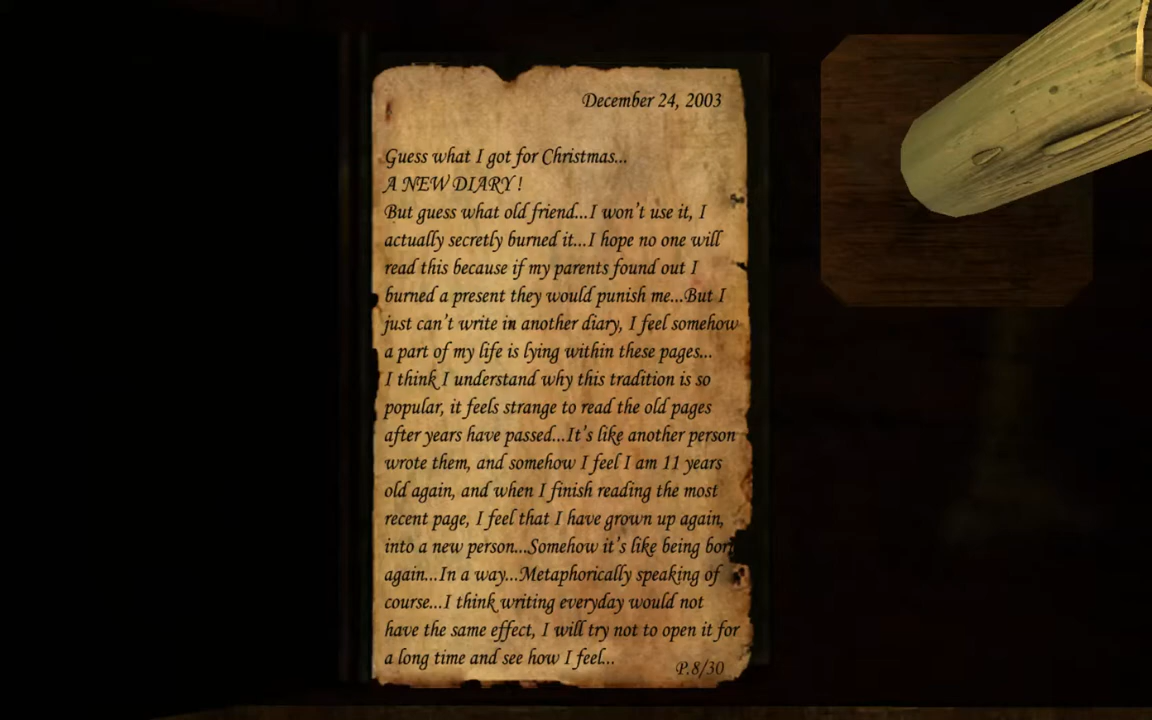 December 24, 2003
Guess what I got for Christmas...
A NEW DIARY !
But guess what old friend...I won't use it, I
actually secretly burned it...I hope no one will
read this because if my parents found out I
burned a present they would punish me...But I
just can't write in another diary, I feel somehow
a part of my life is lying within these pages...
I think I understand why this tradition is so
popular, it feels strange to read the old pages
after years have passed...It's like another person
wrote them, and somehow I feel I am 11 years
old again, and when I finish reading the most
recent page, I feel that I have grown up again,
into a new person...Somehow it's like being born
again...In a way...Metaphorically speaking of
course...I think writing everyday would not
have the same effect, I will try not to open it for
a long time and see how I feel...
P.8/30